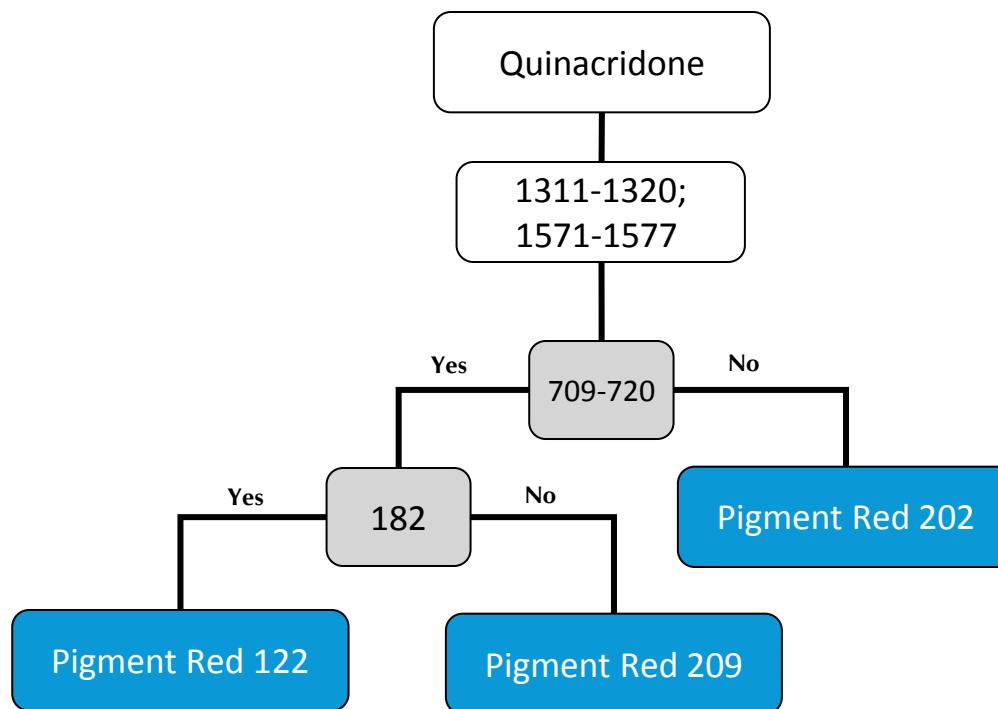 Quinacridone
1311-1320;
1571-1577
Yes
No
709-720
Yes
No
182
Pigment Red 202
Pigment Red 122
Pigment Red 209